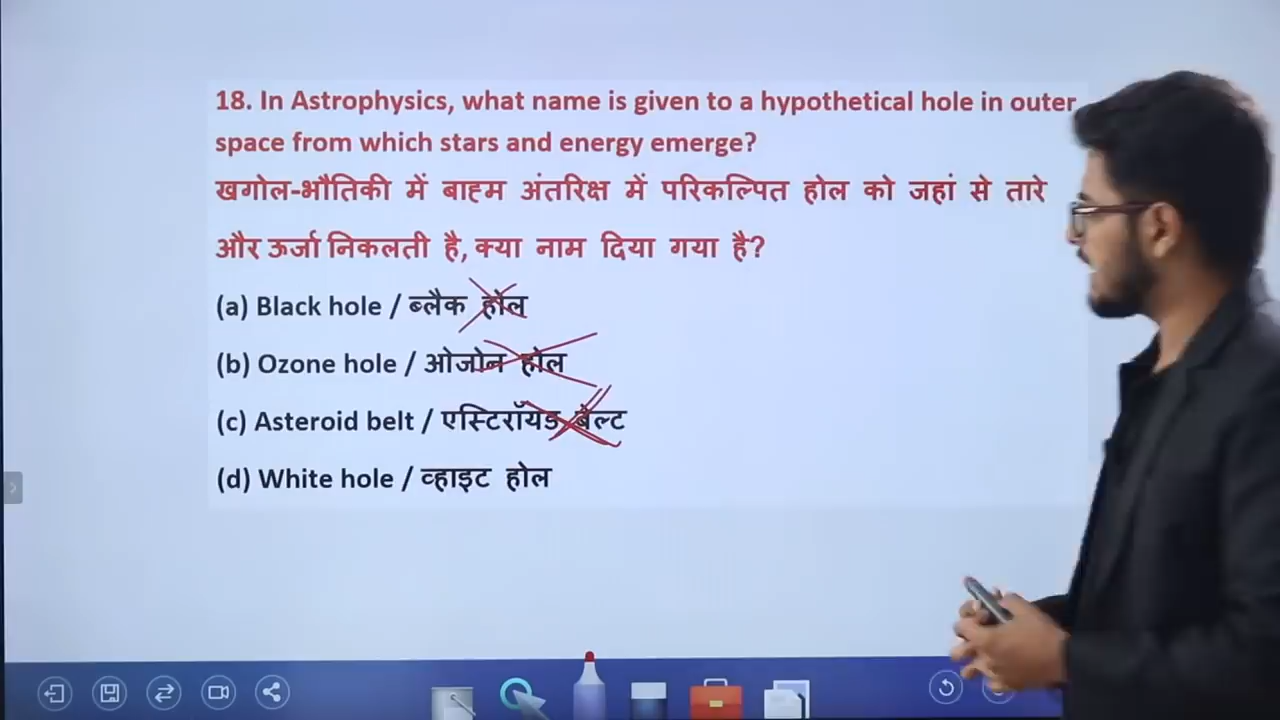 18. In Astrophysics, what name is given to a hypothetical hole in outer
space from which stars and energy emerge?
खगोल-भौतिकी में बाह्म अंतरिक्ष में परिकल्पित होल को जहां से तारे
और ऊर्जा निकलती है, क्या नाम दिया गया है?
(a) Black hole / ब्लैक होल
(b) Ozone hole / ओजोन होल
(c) Asteroid belt / एस्टिरॉयड बेल्ट
(d) White hole / व्हाइट होल